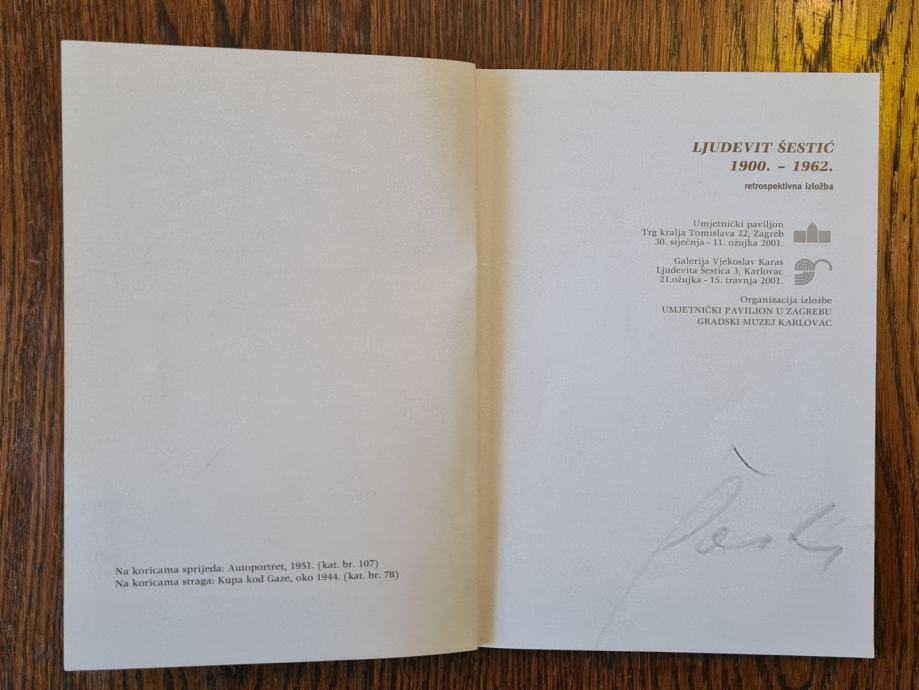 Na koricama sprijeda: Autoportret, 1951. (kat. br. 107)
Na koricama straga: Kupa kod Gaze, oko 1944. (kat. br. 78)
LJUDEVIT ŠESTIĆ
1900. – 1962.
retrospektivna izložba
Umjetnički paviljon
Trg kralja Tomislava 22, Zagreb
30. siječnja - 11. ožujka 2001.
Galerija Vjekoslav Karas
Ljudevita Šestića 3, Karlovac
21.ožujka - 15. travnja 2001.
Organizacija izložbe
UMJETNIČKI PAVILJON U ZAGREBU
GRADSKI MUZEJ KARLOVAC